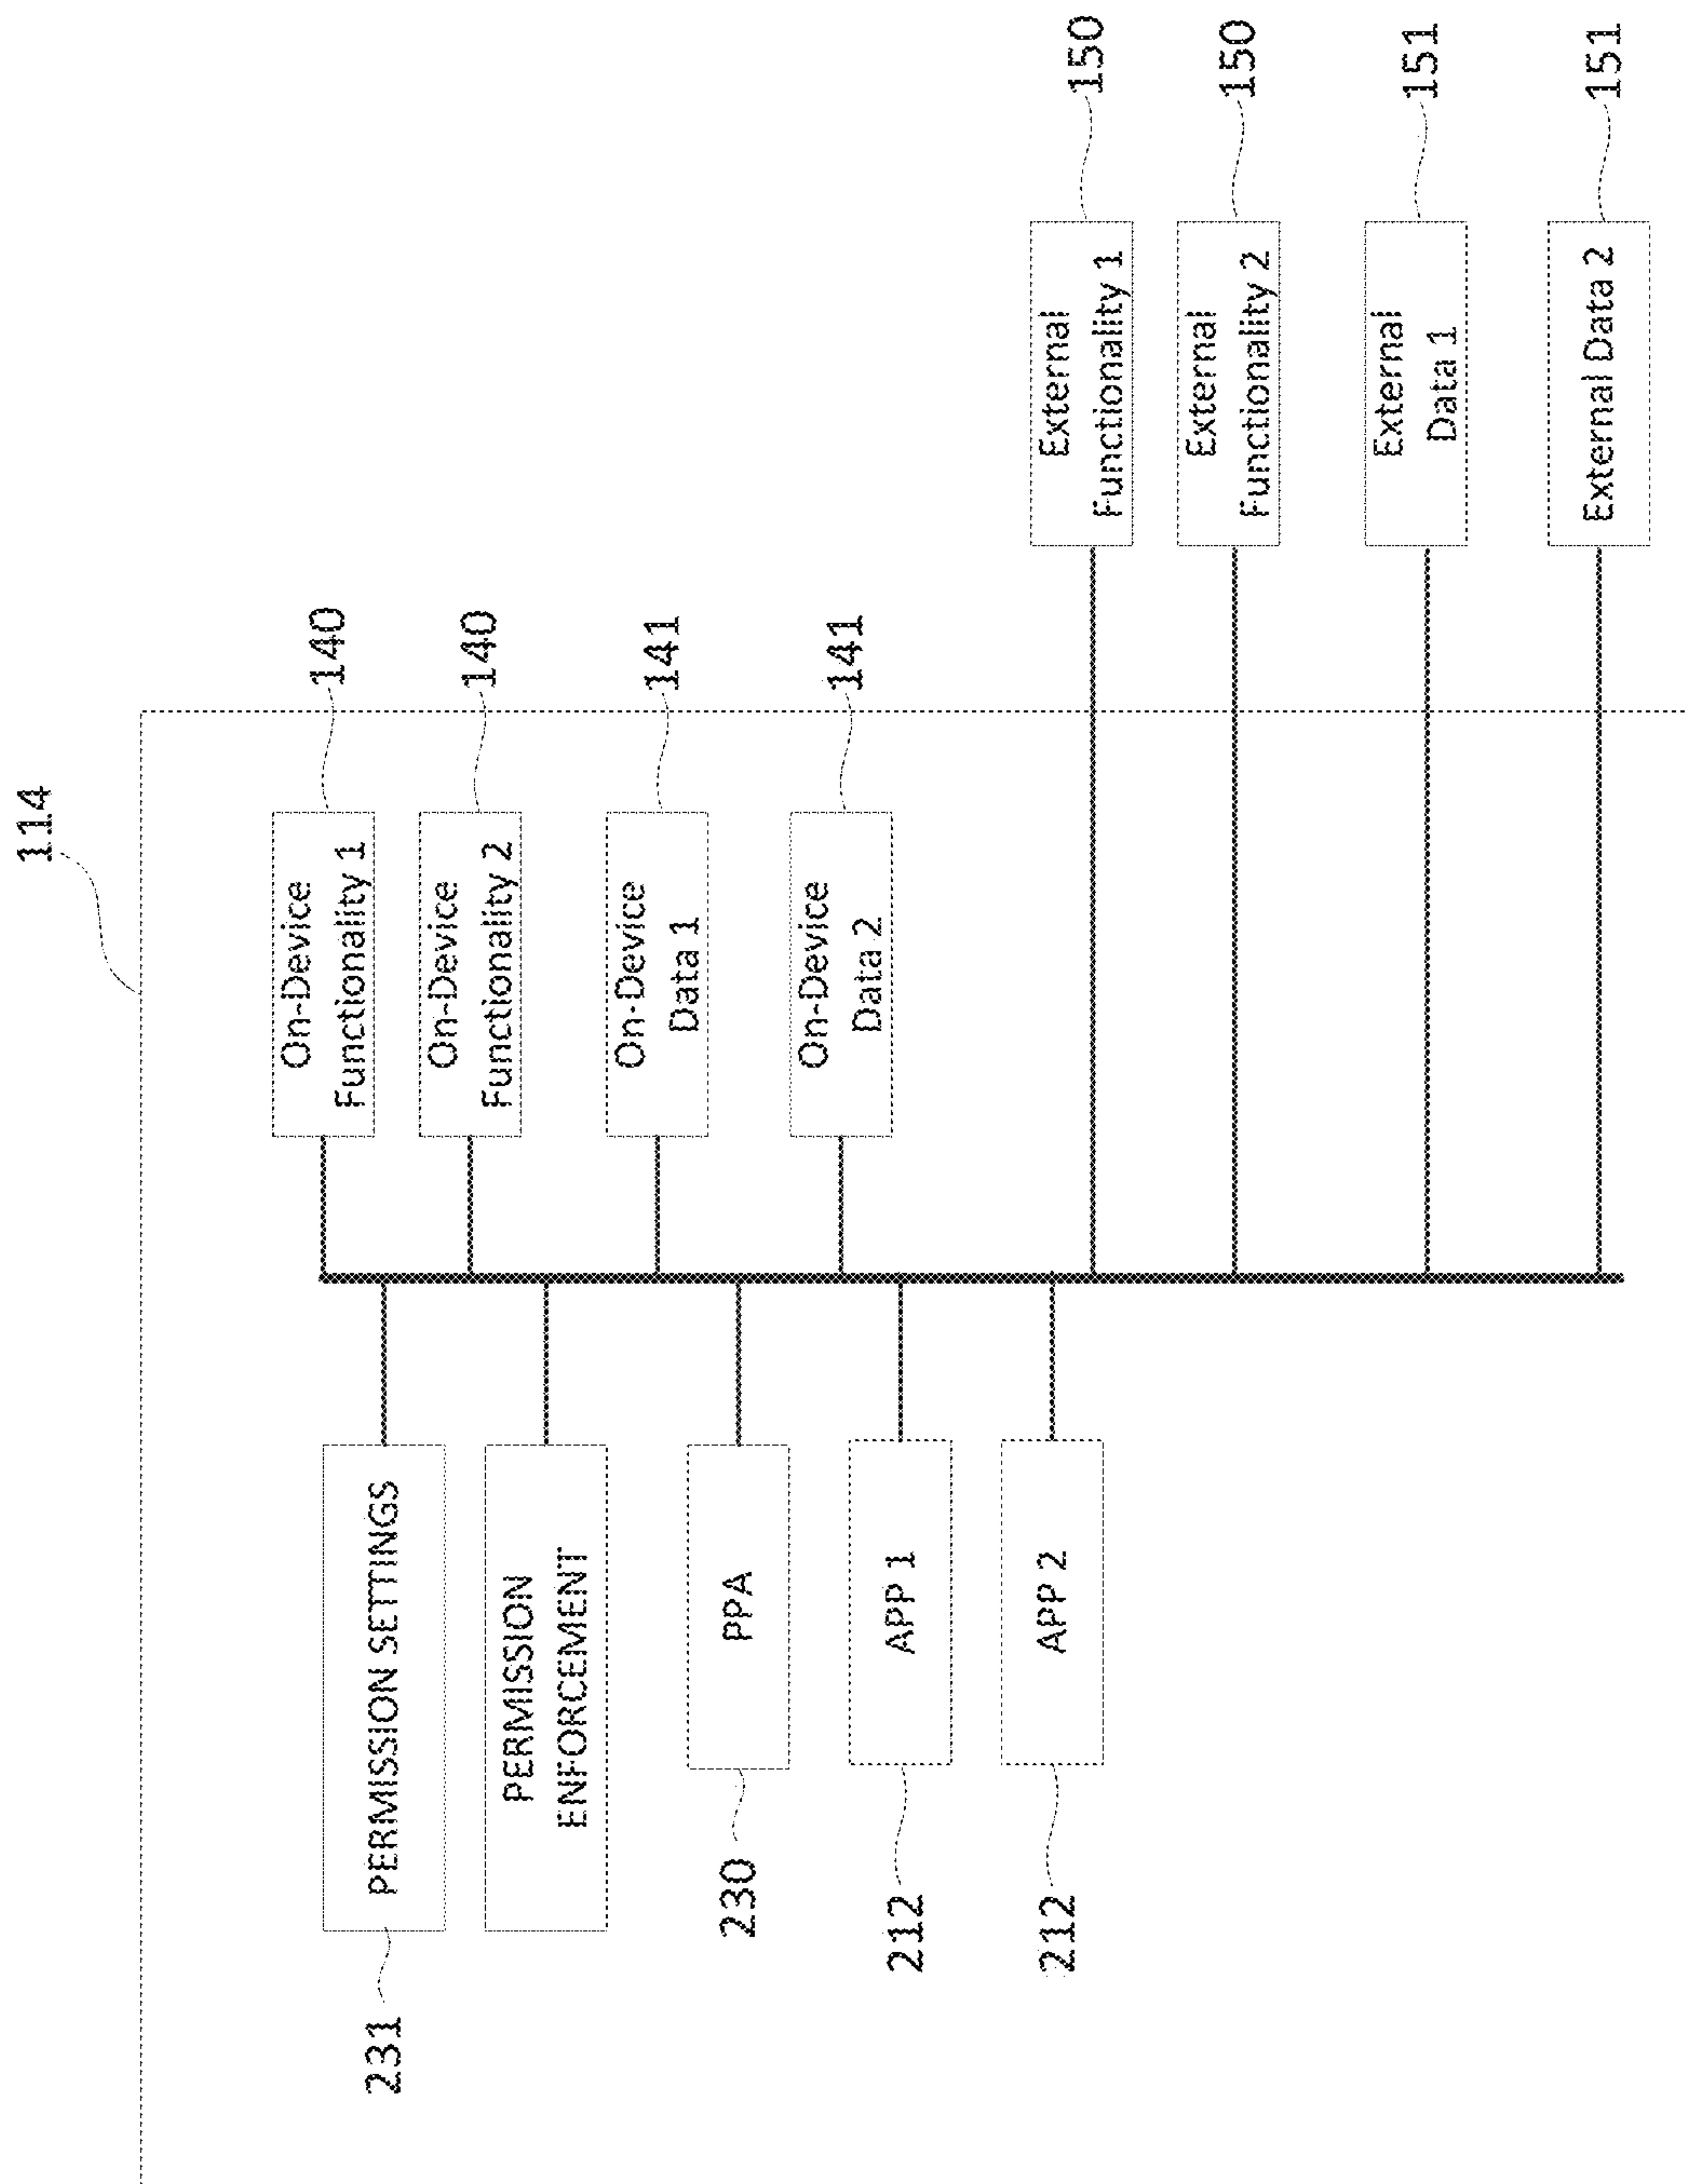 114
PERMISSION SETTINGS
231
PERMISSION
ENFORCEMENT
PPA
230
APP 1
212
APP 2
212
On-Device
Functionality 1
140
On-Device
Functionality 2
140
On-Device
Data 1
141
On-Device
Data 2
141
External
Functionality 1
150
External
Functionality 2
150
External
Data 1
151
External Data 2
151